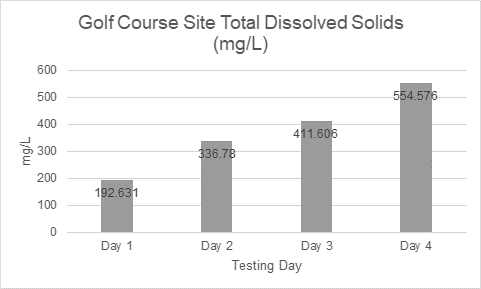 Golf Course Site Total Dissolved Solids
(mg/L)
600
500
400
300
200
100
0
mg/L
192.631
336.78
411.606
554.576
Day 1
Day 2
Day 3
Day 4
Testing Day